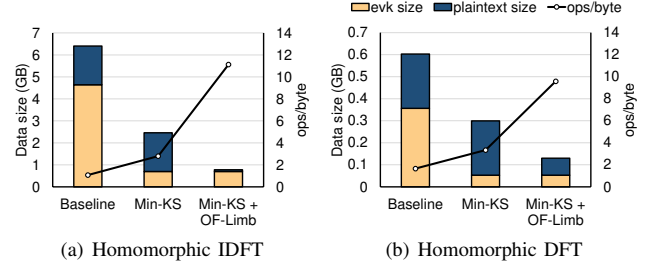 evk size plaintext size ops/byte
7
6
5
4
3
2
1
0
Data size (GB)
14
12
10
8
6
4
2
0
ops/byte
Baseline Min-KS Min-KS +
OF-Limb
(a) Homomorphic IDFT
0.7
0.6
0.5
0.4
0.3
0.2
0.1
0
Data size (GB)
14
12
10
8
6
4
2
0
ops/byte
Baseline Min-KS Min-KS +
OF-Limb
(b) Homomorphic DFT